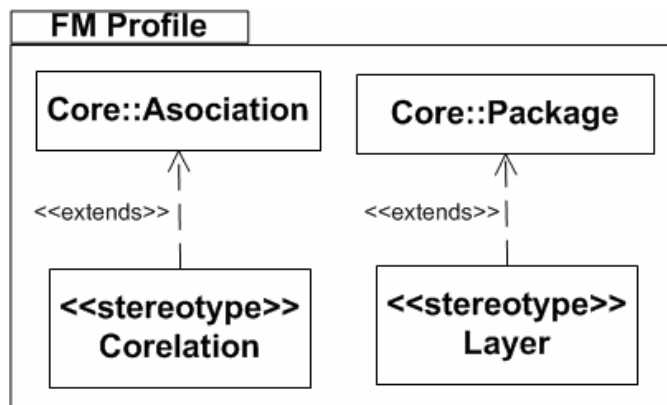 FM Profile
Core::Asociation
Core::Package
<<extends>>
<<extends>>
<<stereotype>>
Corelation
<<stereotype>>
Layer